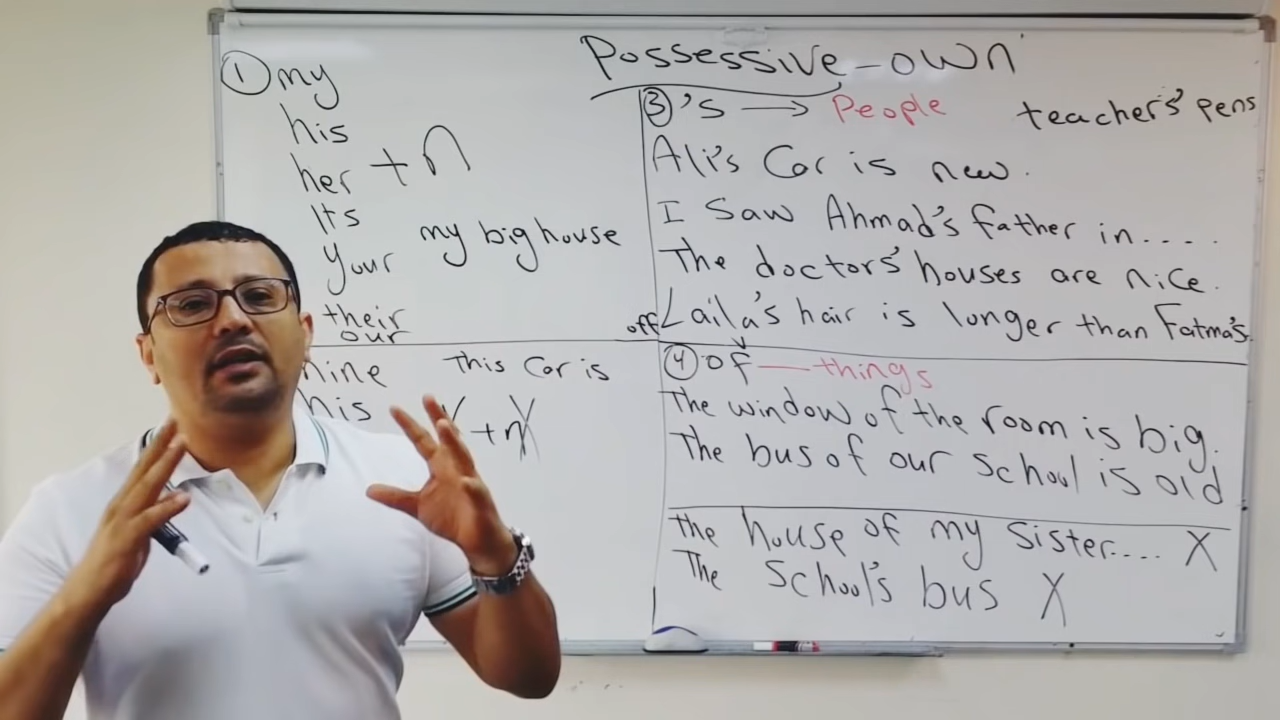 Possessive - own
① my
his
her + n
Its
your
my big house
their
our
mine
his
This Car is
+ n
③ 's → People
teachers' pens
Ali's Car is new.
I saw Ahmad's father in.....
The doctors' houses are nice.
Laila's hair is longer than Fatma's.
off
④ of — things
The window of the room is big.
The bus of our school is old
the house of my sister.... X
The school's bus X